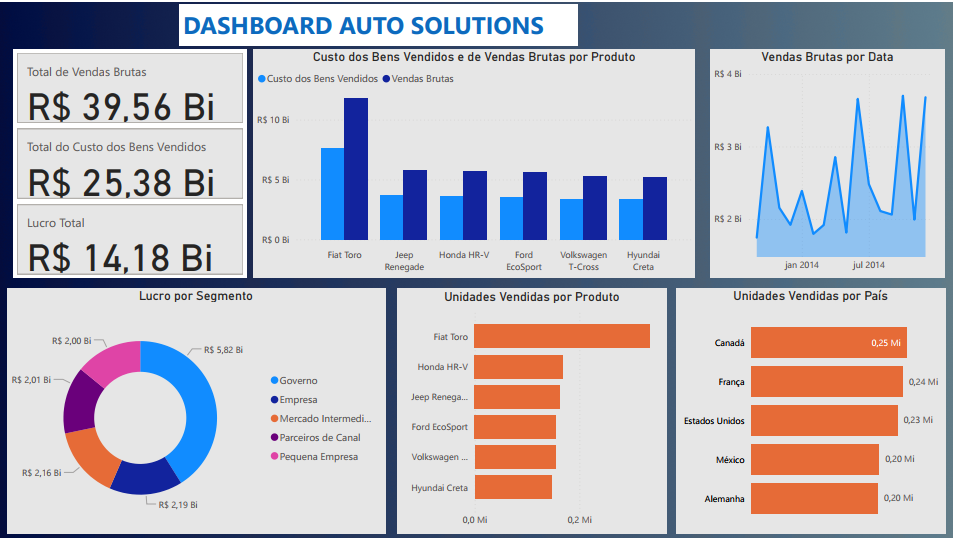 DASHBOARD AUTO SOLUTIONS
Total de Vendas Brutas
R$ 39,56 Bi
Total do Custo dos Bens Vendidos
R$ 25,38 Bi
Lucro Total
R$ 14,18 Bi
Custo dos Bens Vendidos e de Vendas Brutas por Produto
Custo dos Bens Vendidos Vendas Brutas
R$ 10 Bi
R$ 5 Bi
R$ 0 Bi
Fiat Toro
Jeep
Renegade
Honda HR-V
Ford
EcoSport
Volkswagen
T-Cross
Hyundai
Creta
Vendas Brutas por Data
R$ 4 Bi
R$ 3 Bi
R$ 2 Bi
jan 2014
jul 2014
Lucro por Segmento
R$ 5,82 Bi
R$ 2,19 Bi
R$ 2,16 Bi
R$ 2,01 Bi
R$ 2,00 Bi
Governo
Empresa
Mercado Intermedi...
Parceiros de Canal
Pequena Empresa
Unidades Vendidas por Produto
Fiat Toro
Honda HR-V
Jeep Renega...
Ford EcoSport
Volkswagen ...
Hyundai Creta
0,0 Mi
0,2 Mi
Unidades Vendidas por País
Canadá 0,25 Mi
França 0,24 Mi
Estados Unidos 0,23 Mi
México 0,20 Mi
Alemanha 0,20 Mi